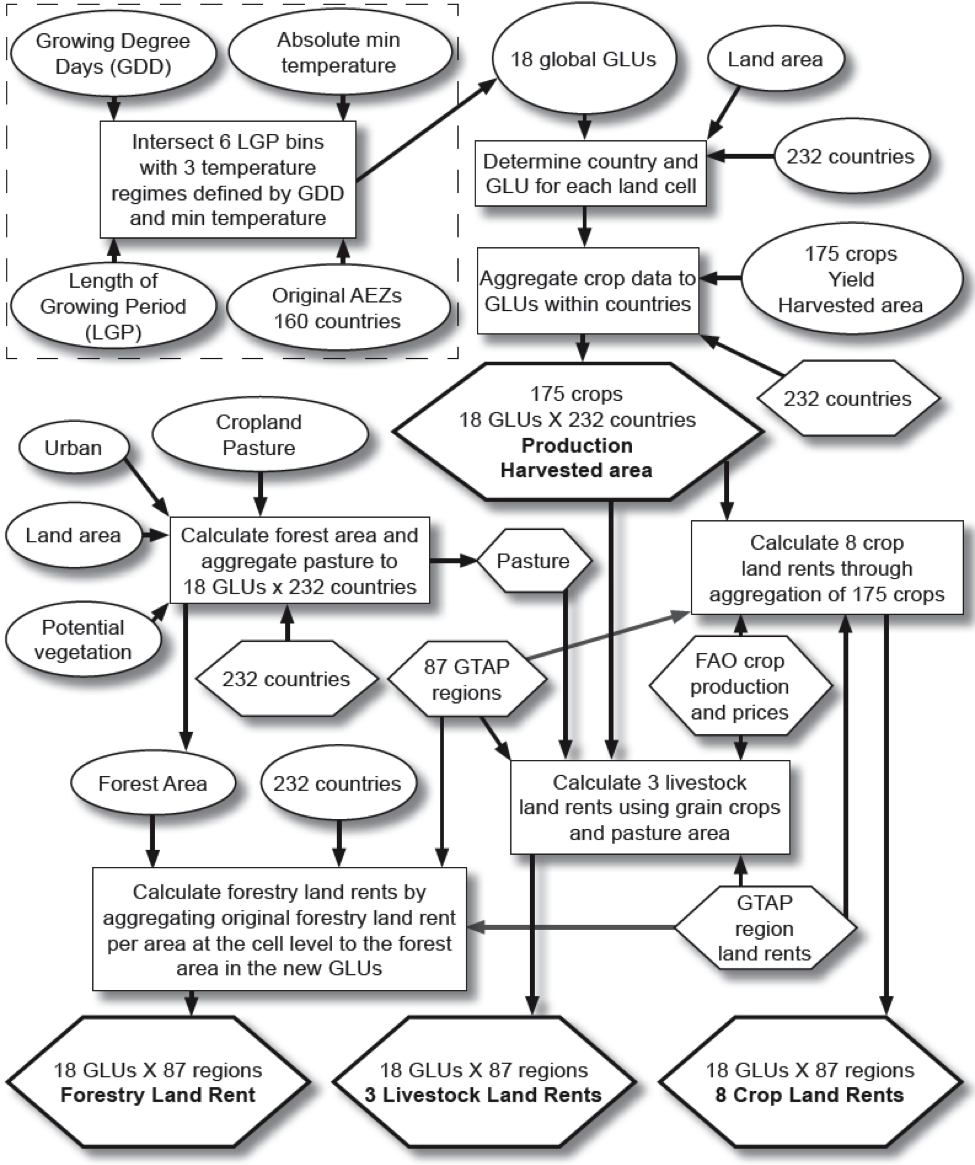 Growing Degree
Days (GDD)
Absolute min
temperature
18 global GLUs
Land area
Intersect 6 LGP bins
with 3 temperature
regimes defined by GDD
and min temperature
Determine country and
GLU for each land cell
232 countries
Length of
Growing Period
(LGP)
Original AEZs
160 countries
Aggregate crop data to
GLUs within countries
175 crops
Yield
Harvested area
232 countries
175 crops
18 GLUs X 232 countries
Production
Harvested area
Urban
Cropland
Pasture
Land area
Calculate forest area and
aggregate pasture to
18 GLUs x 232 countries
Pasture
Calculate 8 crop
land rents through
aggregation of 175 crops
Potential
vegetation
232 countries
87 GTAP
regions
FAO crop
production
and prices
Forest Area
232 countries
Calculate 3 livestock
land rents using grain crops
and pasture area
Calculate forestry land rents by
aggregating original forestry land rent
per area at the cell level to the forest
area in the new GLUs
GTAP
region
land rents
18 GLUs X 87 regions
Forestry Land Rent
18 GLUs X 87 regions
3 Livestock Land Rents
18 GLUs X 87 regions
8 Crop Land Rents